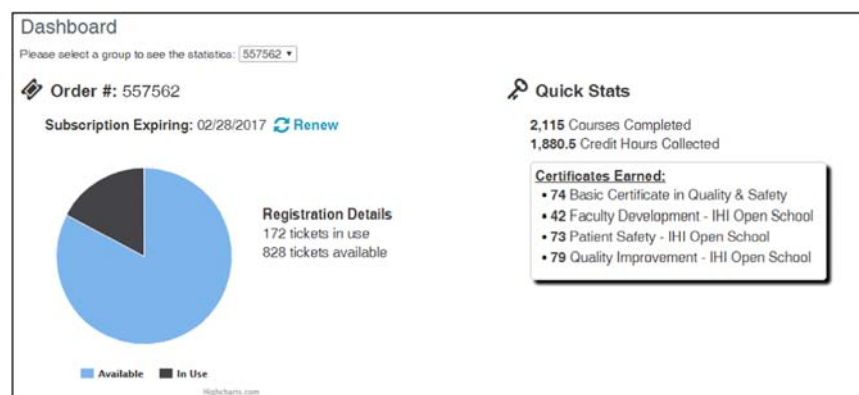 Dashboard
Please select a group to see the statistics: 557562
Order #: 557562
Subscription Expiring: 02/28/2017 Renew
Registration Details
172 tickets in use
828 tickets available
Available In Use
Highcharts.com
Quick Stats
2,115 Courses Completed
1,880.5 Credit Hours Collected
Certificates Earned:
• 74 Basic Certificate in Quality & Safety
• 42 Faculty Development - IHI Open School
• 73 Patient Safety - IHI Open School
• 79 Quality Improvement - IHI Open School